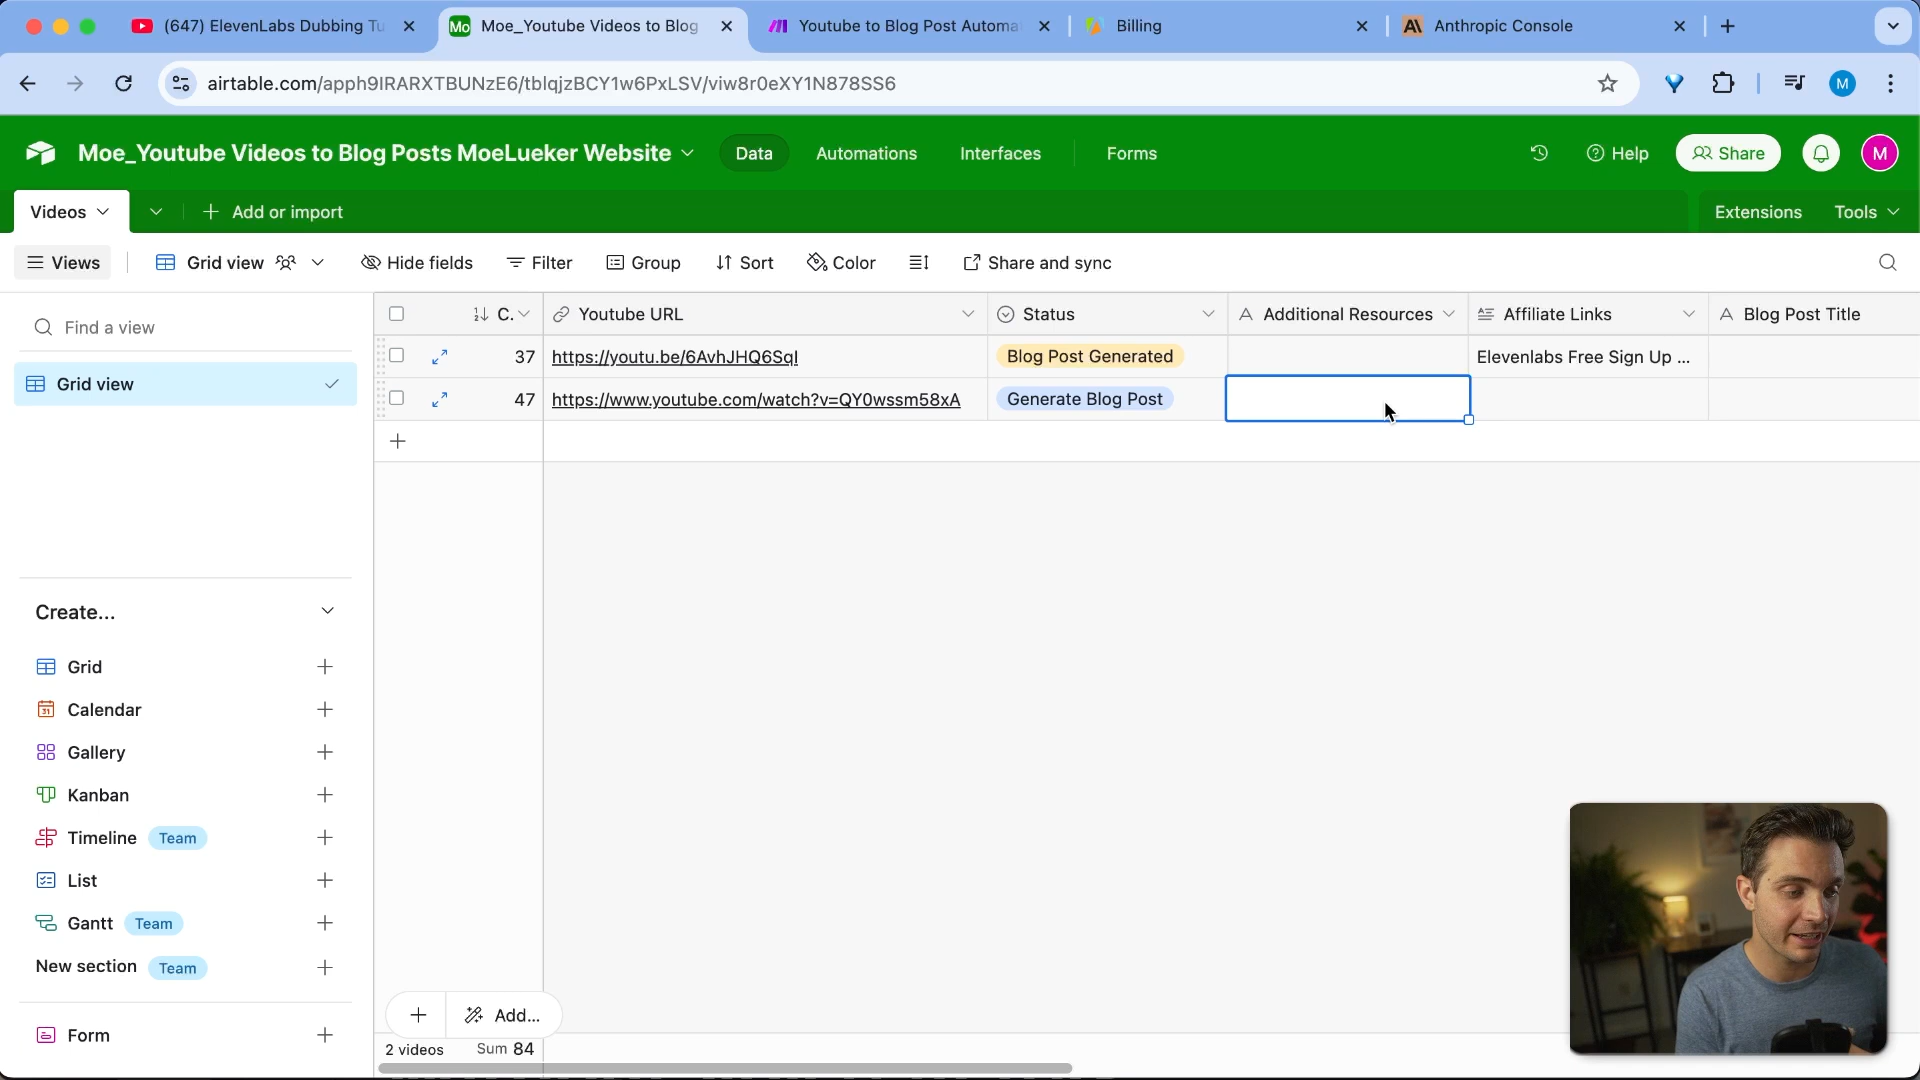 (647) ElevenLabs Dubbing Tu
Mo Moe_Youtube Videos to Blog
Youtube to Blog Post Automa
Billing
Anthropic Console
airtable.com/apph9IRARXTBUNzE6/tblqjzBCY1w6PxLSV/viw8r0eXY1N878SS6
M
Moe_Youtube Videos to Blog Posts MoeLueker Website
Data
Automations
Interfaces
Forms
Help
Share
M
Videos
Add or import
Extensions
Tools
Views
Grid view
Hide fields
Filter
Group
Sort
Color
Share and sync
Find a view
Grid view
C.
Youtube URL
Status
Additional Resources
Affiliate Links
Blog Post Title
37 https://youtu.be/6AvhJHQ6SqI Blog Post Generated Elevenlabs Free Sign Up ...
47 https://www.youtube.com/watch?v=QY0wssm58xA Generate Blog Post
Create...
Grid
Calendar
Gallery
Kanban
Timeline Team
List
Gantt Team
New section Team
Form
Add...
2 videos Sum 84